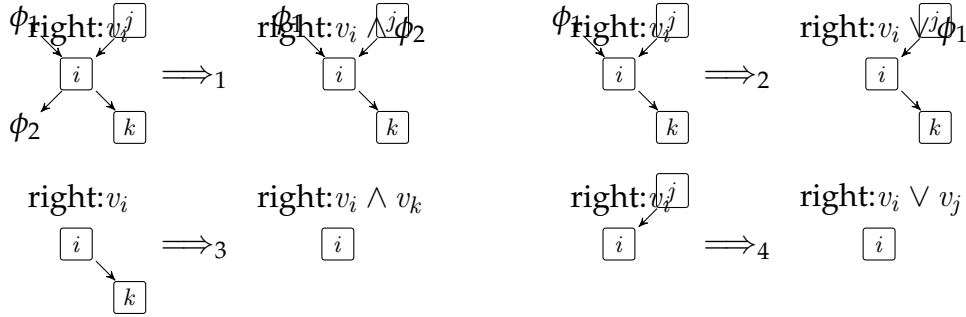 ϕ₁ right:vᵢ j right:vᵢ ∧ ϕ₂ ϕ₁ j ϕ₁ right:vᵢ j right:vᵢ ∨ ϕ₁ j
i ⟹₁ i i ⟹₂ i
ϕ₂ k k k k
right:vᵢ right:vᵢ ∧ vₖ right:vᵢ j right:vᵢ ∨ vⱼ
i ⟹₃ i i ⟹₄ i
k